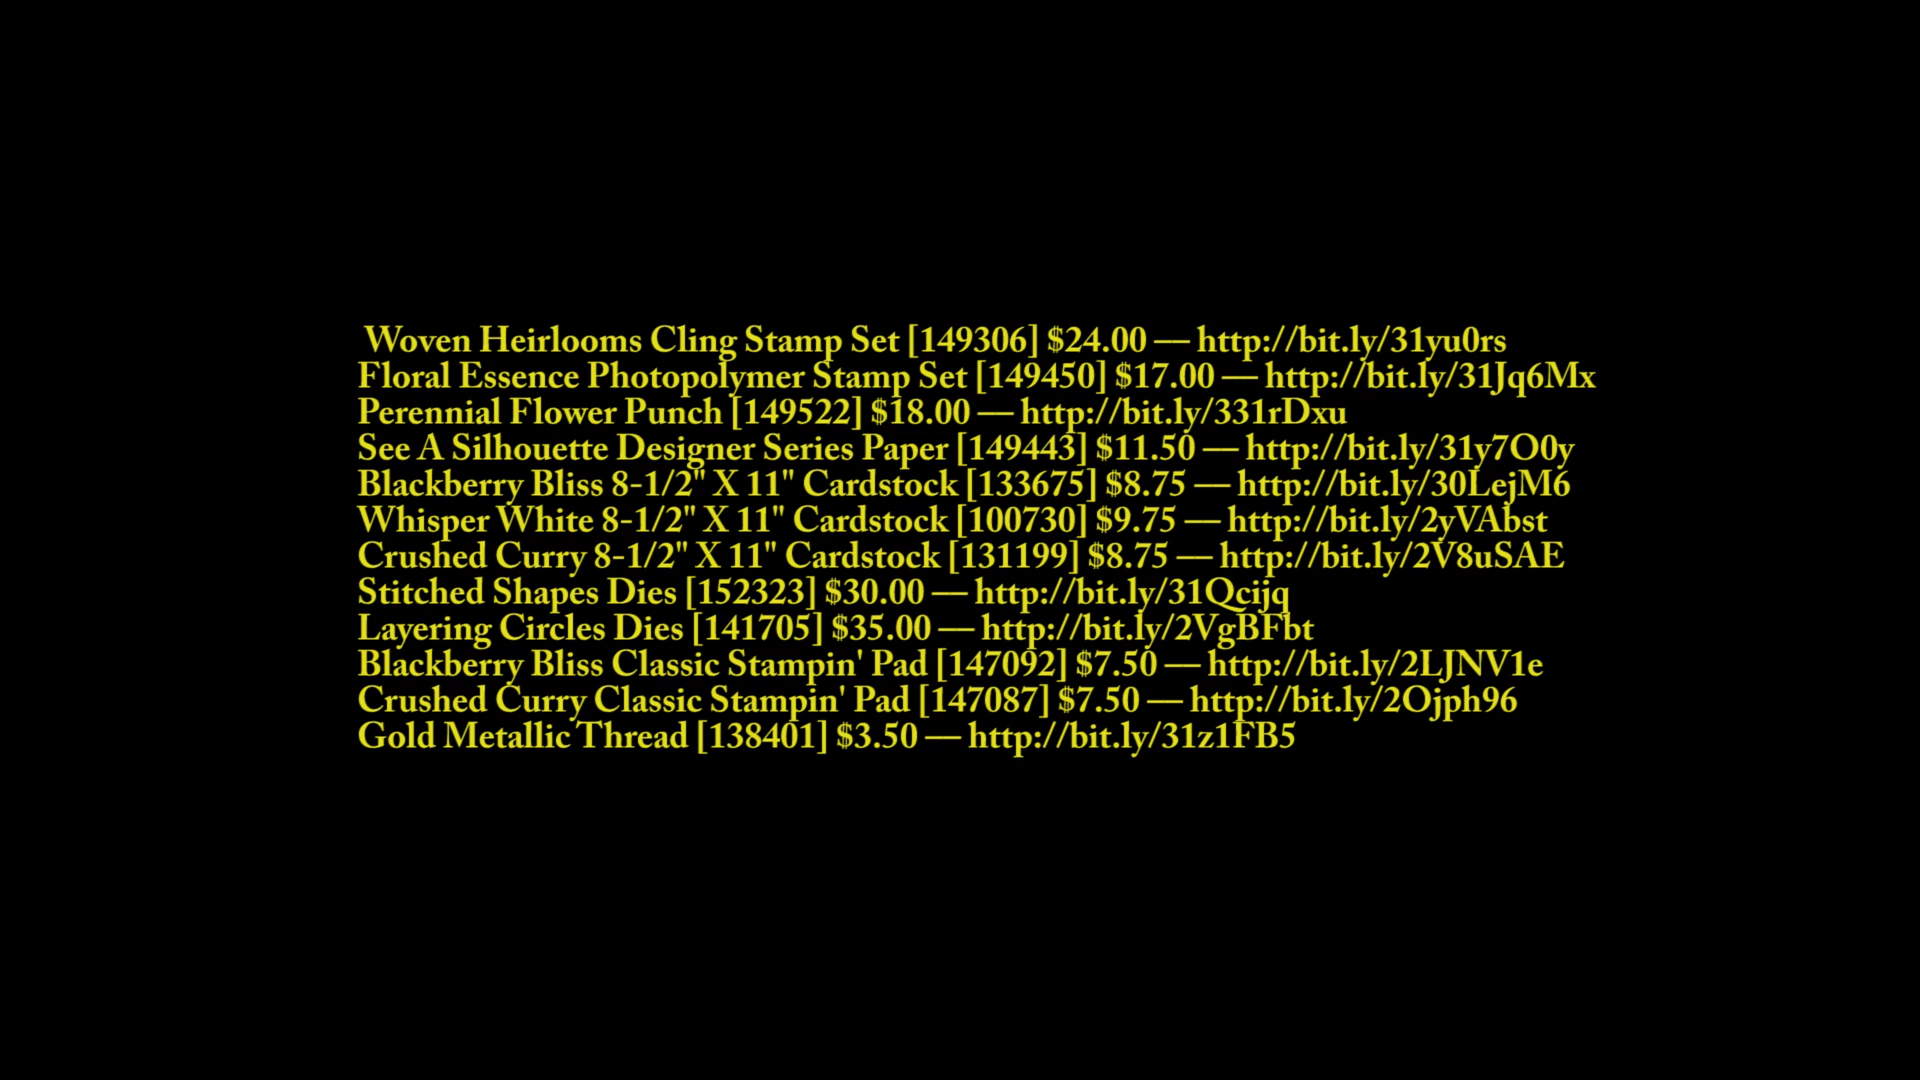 Woven Heirlooms Cling Stamp Set [149306] $24.00 — http://bit.ly/31yu0rs
Floral Essence Photopolymer Stamp Set [149450] $17.00 — http://bit.ly/31Jq6Mx
Perennial Flower Punch [149522] $18.00 — http://bit.ly/331rDxu
See A Silhouette Designer Series Paper [149443] $11.50 — http://bit.ly/31y7O0y
Blackberry Bliss 8-1/2" X 11" Cardstock [133675] $8.75 — http://bit.ly/30LejM6
Whisper White 8-1/2" X 11" Cardstock [100730] $9.75 — http://bit.ly/2yVAbst
Crushed Curry 8-1/2" X 11" Cardstock [131199] $8.75 — http://bit.ly/2V8uSAE
Stitched Shapes Dies [152323] $30.00 — http://bit.ly/31Qcijq
Layering Circles Dies [141705] $35.00 — http://bit.ly/2VgBFbt
Blackberry Bliss Classic Stampin' Pad [147092] $7.50 — http://bit.ly/2LJNV1e
Crushed Curry Classic Stampin' Pad [147087] $7.50 — http://bit.ly/2Ojph96
Gold Metallic Thread [138401] $3.50 — http://bit.ly/31z1FB5